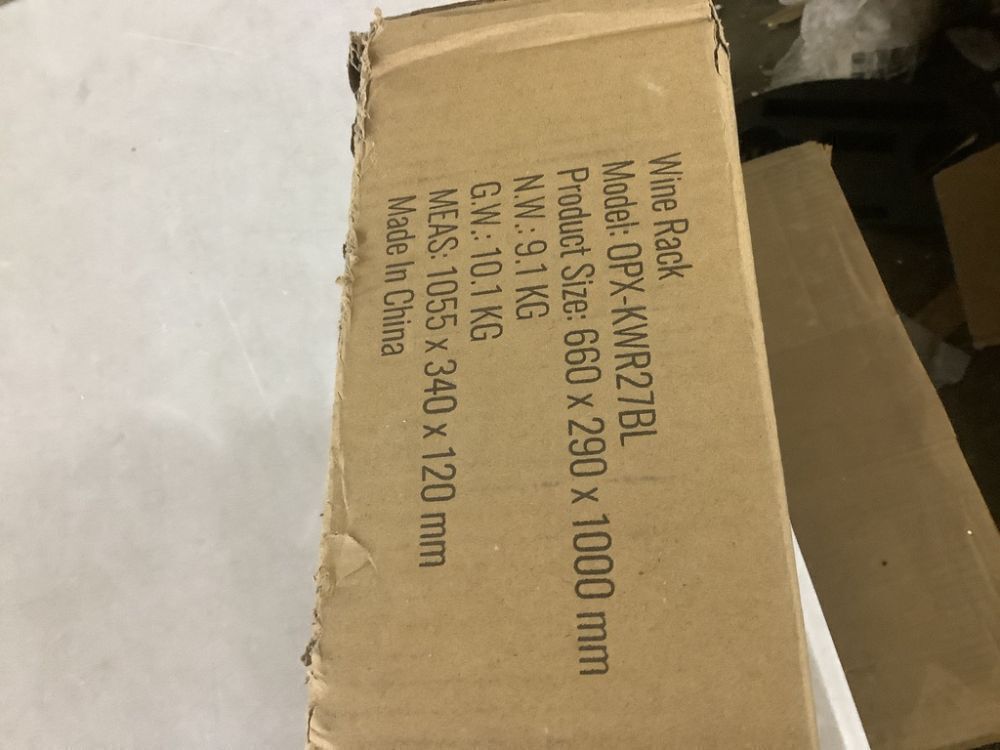 Wine Rack
Model: OPX-KWR27BL
Product Size: 660 x 290 x 1000 mm
N.W.: 9.1 KG
G.W.: 10.1 KG
MEAS: 1055 x 340 x 120 mm
Made In China